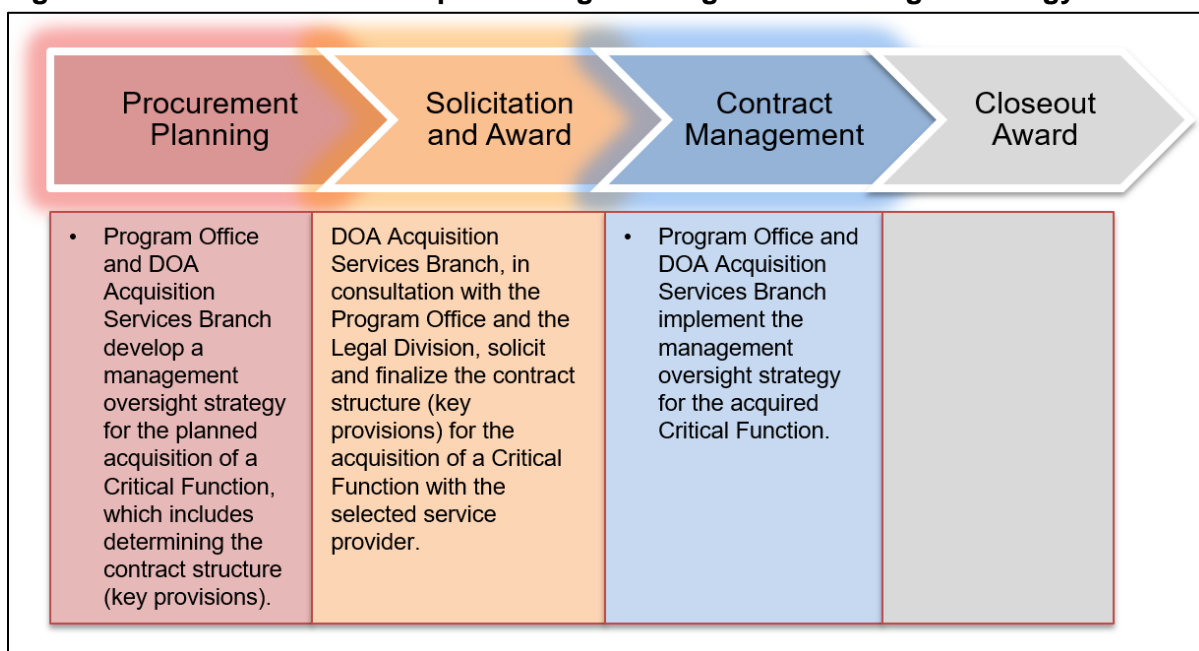 Procurement
Planning
Solicitation
and Award
Contract
Management
Closeout
Award
• Program Office
and DOA
Acquisition
Services Branch
develop a
management
oversight strategy
for the planned
acquisition of a
Critical Function,
which includes
determining the
contract structure
(key provisions).
DOA Acquisition
Services Branch, in
consultation with the
Program Office and the
Legal Division, solicit
and finalize the contract
structure (key
provisions) for the
acquisition of a Critical
Function with the
selected service
provider.
• Program Office and
DOA Acquisition
Services Branch
implement the
management
oversight strategy
for the acquired
Critical Function.